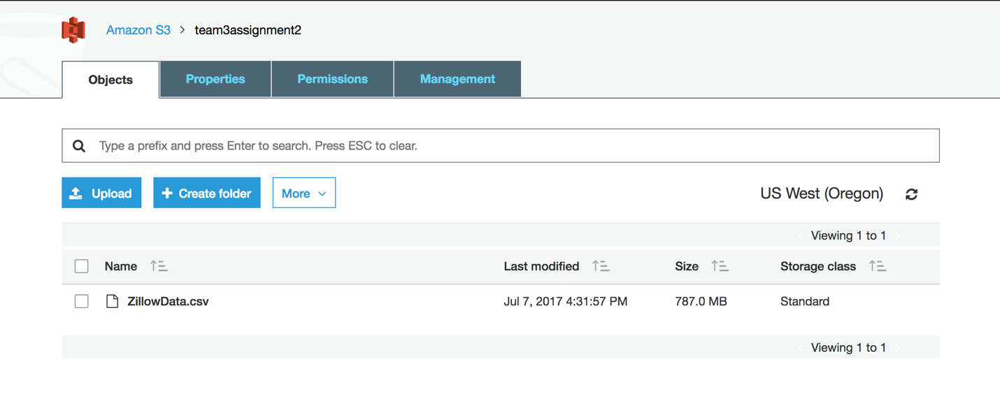 Amazon S3 > team3assignment2
Objects Properties Permissions Management
Type a prefix and press Enter to search. Press ESC to clear.
Upload + Create folder More US West (Oregon)
Viewing 1 to 1
Name Last modified Size Storage class
ZillowData.csv Jul 7, 2017 4:31:57 PM 787.0 MB Standard
Viewing 1 to 1